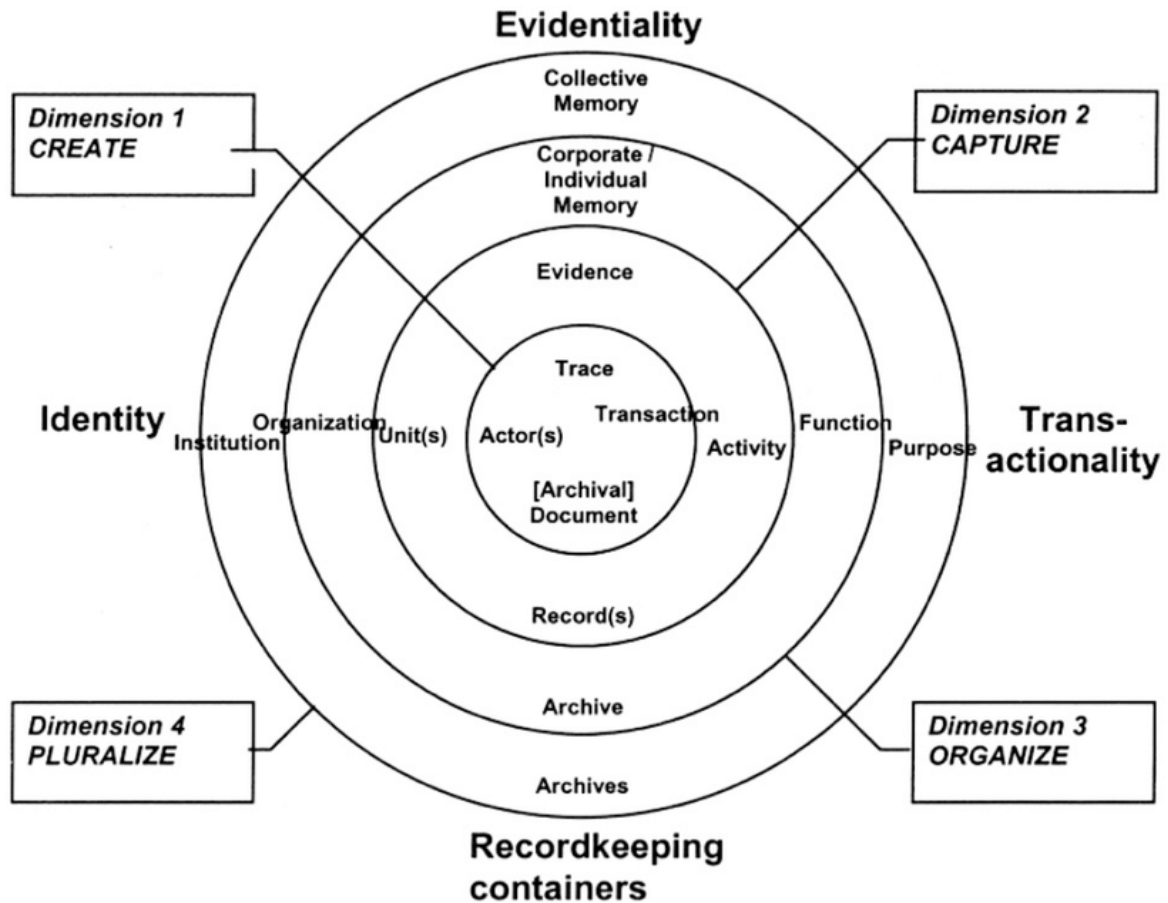 Evidentiality
Collective
Memory
Dimension 1
CREATE
Dimension 2
CAPTURE
Corporate /
Individual
Memory
Evidence
Trace
Identity
Institution
Organization
Unit(s)
Actor(s)
Transaction
Activity
Function
Purpose
Trans-
actionality
[Archival]
Document
Record(s)
Archive
Archives
Dimension 4
PLURALIZE
Dimension 3
ORGANIZE
Recordkeeping
containers